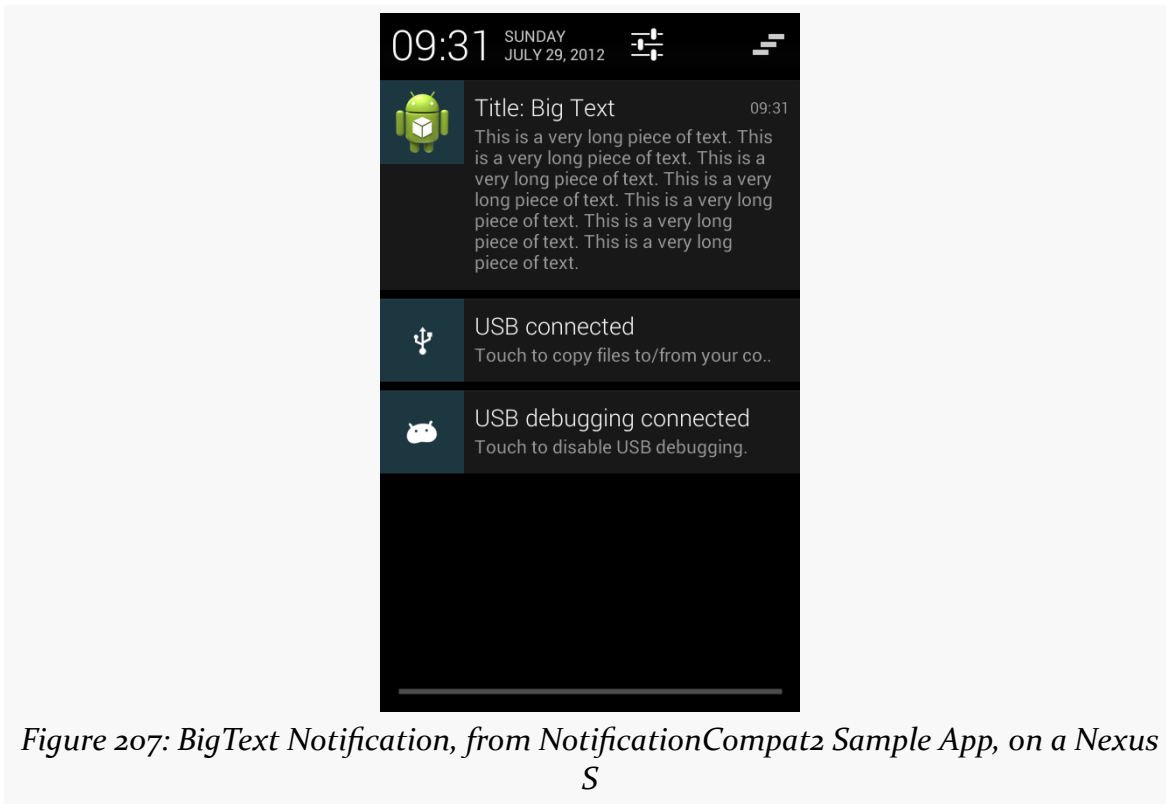 09:31 SUNDAY
JULY 29, 2012
Title: Big Text 09:31
This is a very long piece of text. This
is a very long piece of text. This is a
very long piece of text. This is a very
long piece of text. This is a very long
piece of text. This is a very long
piece of text. This is a very long
piece of text.
USB connected
Touch to copy files to/from your co..
USB debugging connected
Touch to disable USB debugging.
Figure 207: BigText Notification, from NotificationCompat2 Sample App, on a Nexus
S